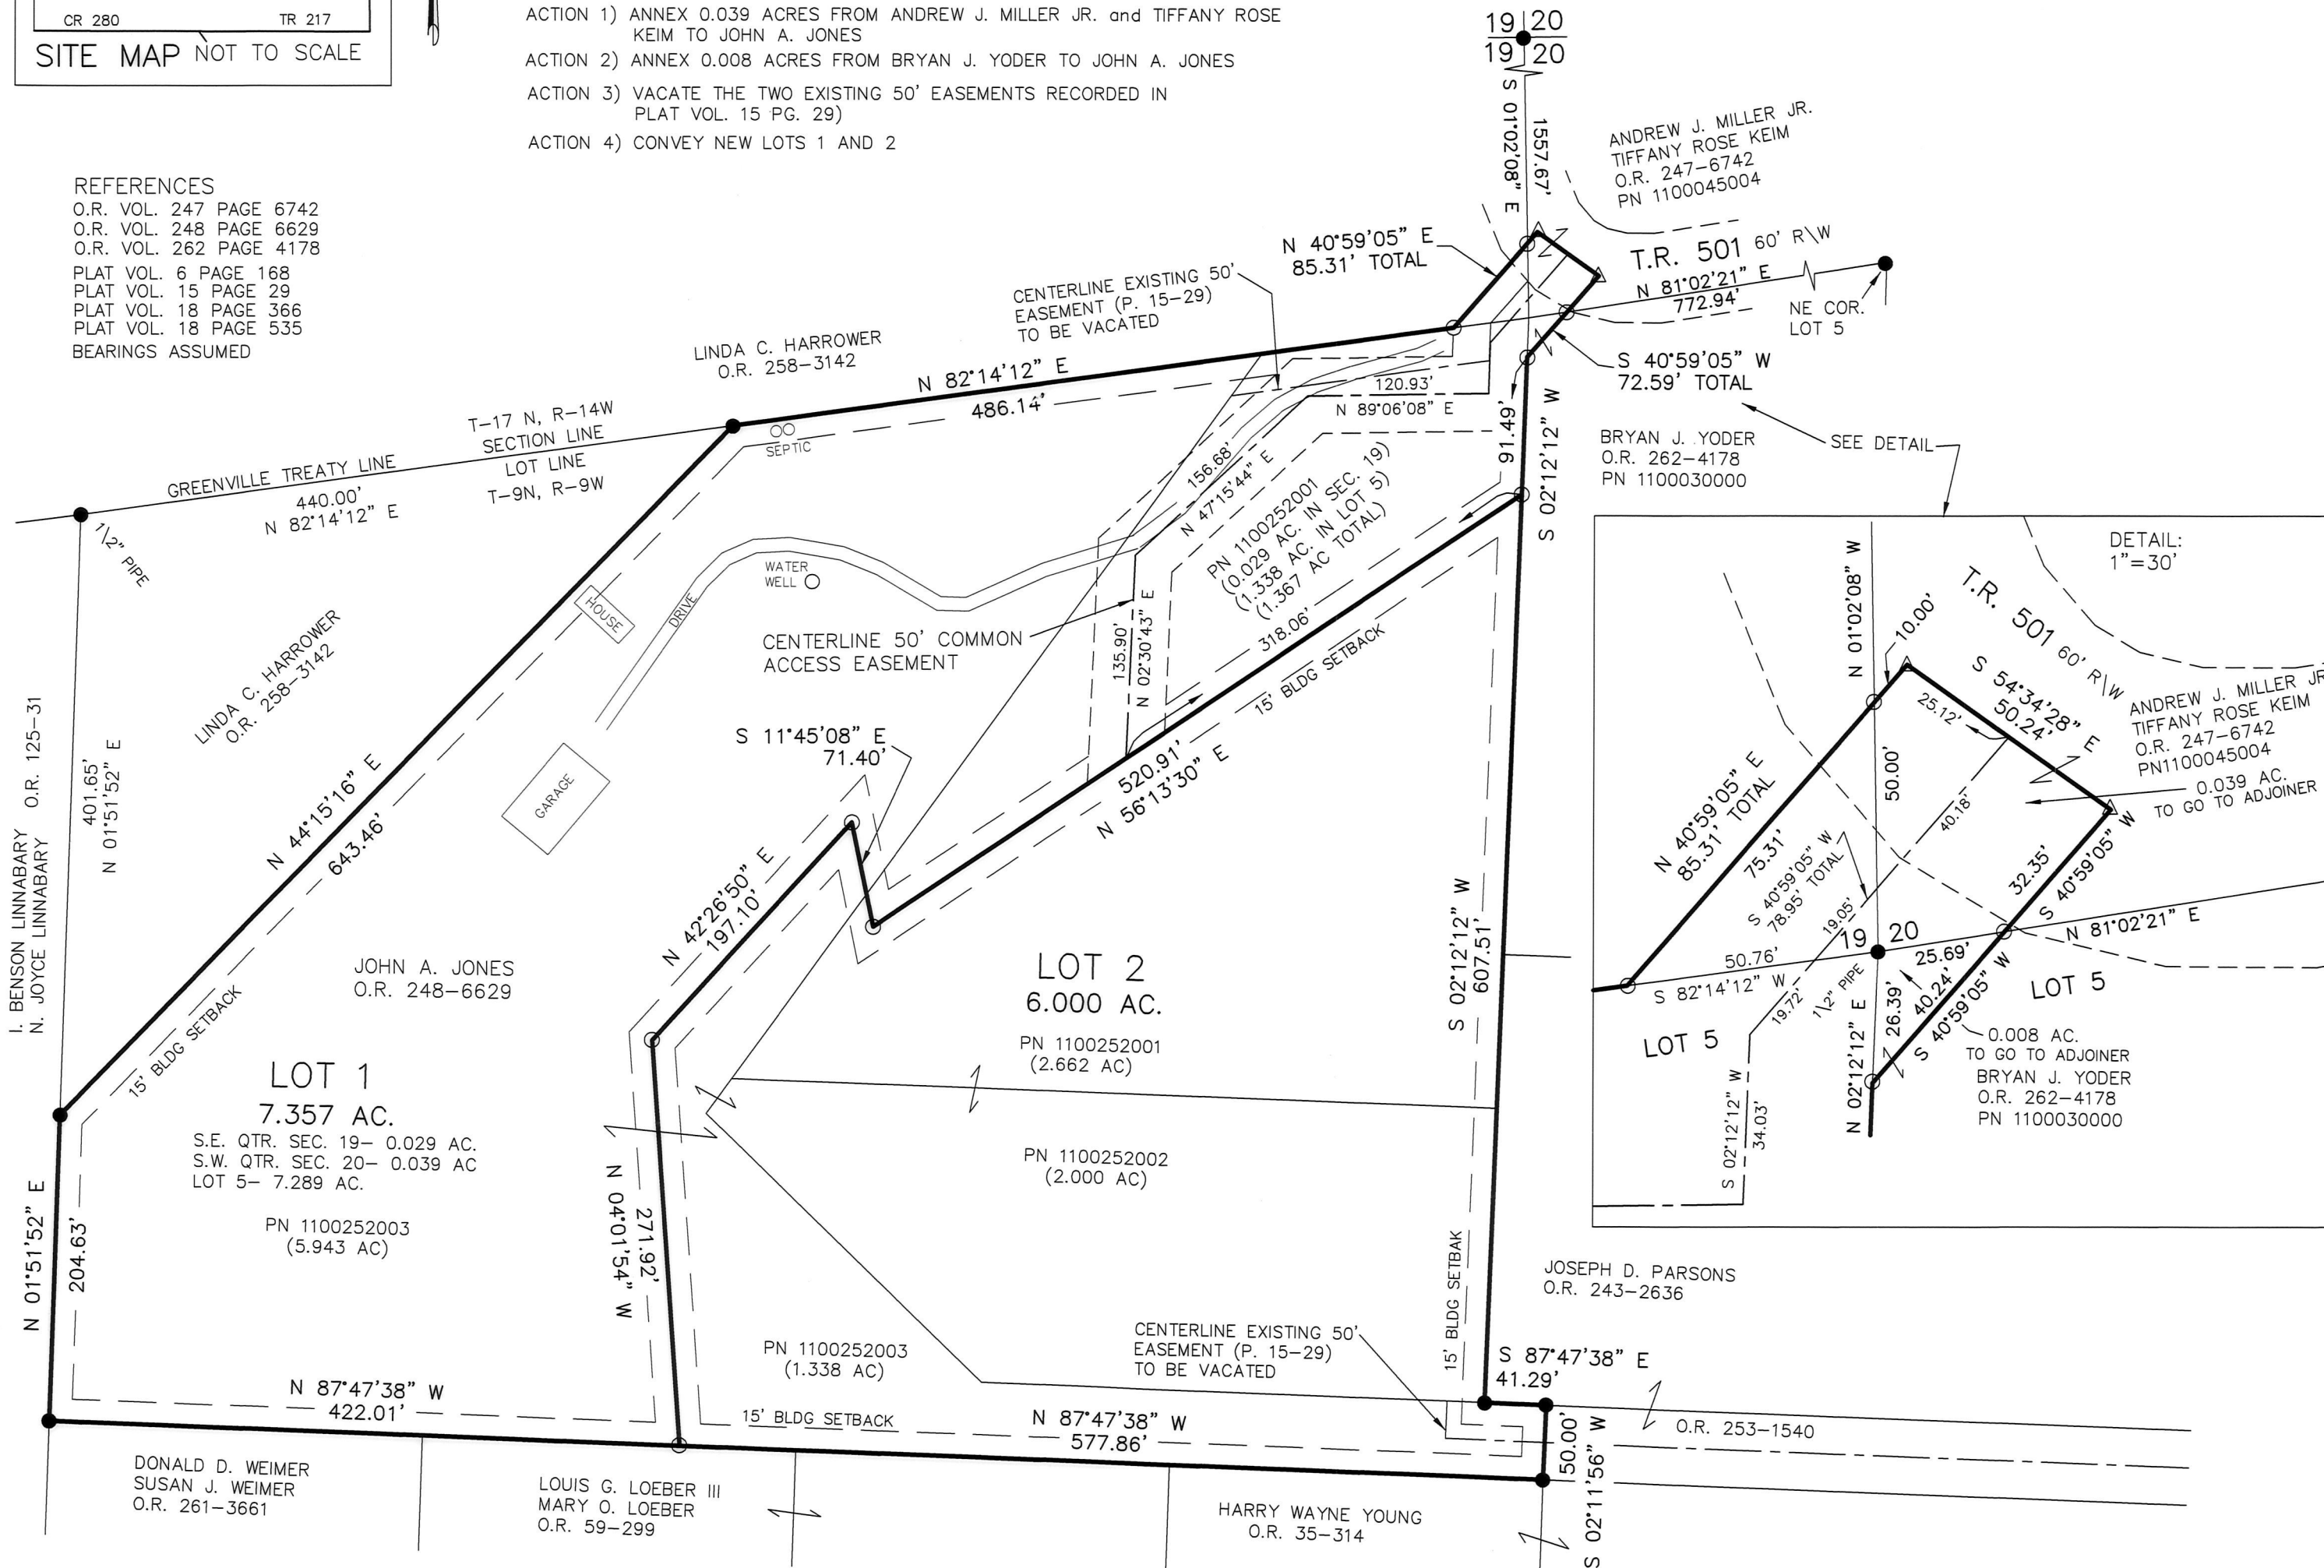 CR 280
TR 217
SITE MAP NOT TO SCALE
ACTION 1) ANNEX 0.039 ACRES FROM ANDREW J. MILLER JR. and TIFFANY ROSE
KEIM TO JOHN A. JONES
ACTION 2) ANNEX 0.008 ACRES FROM BRYAN J. YODER TO JOHN A. JONES
ACTION 3) VACATE THE TWO EXISTING 50' EASEMENTS RECORDED IN
PLAT VOL. 15 PG. 29)
ACTION 4) CONVEY NEW LOTS 1 AND 2
REFERENCES
O.R. VOL. 247 PAGE 6742
O.R. VOL. 248 PAGE 6629
O.R. VOL. 262 PAGE 4178
PLAT VOL. 6 PAGE 168
PLAT VOL. 15 PAGE 29
PLAT VOL. 18 PAGE 366
PLAT VOL. 18 PAGE 535
BEARINGS ASSUMED
19 20
19 20
S 01°02'08" E
1557.67'
ANDREW J. MILLER JR.
TIFFANY ROSE KEIM
O.R. 247-6742
PN 1100045004
T.R. 501 60' R\W
N 81°02'21" E
772.94'
NE COR.
LOT 5
N 40°59'05" E
85.31' TOTAL
CENTERLINE EXISTING 50'
EASEMENT (P. 15-29)
TO BE VACATED
LINDA C. HARROWER
O.R. 258-3142
N 82°14'12" E
486.14'
S 40°59'05" W
72.59' TOTAL
SEE DETAIL
BRYAN J. YODER
O.R. 262-4178
PN 1100030000
T-17 N, R-14W
SECTION LINE
LOT LINE
T-9N, R-9W
GREENVILLE TREATY LINE
440.00'
N 82°14'12" E
1\2" PIPE
SEPTIC
120.93'
N 89°06'08" E
91.49'
S 02°12'12" W
156.68'
N 47°15'44" E
PN 1100252001
(0.029 AC. IN SEC. 19)
(1.338 AC. IN LOT 5)
(1.367 AC TOTAL)
WATER
WELL
HOUSE
DRIVE
GARAGE
CENTERLINE 50' COMMON
ACCESS EASEMENT
135.90'
N 02°30'43" E
318.06'
15' BLDG SETBACK
520.91'
N 56°13'30" E
S 11°45'08" E
71.40'
LINDA C. HARROWER
O.R. 258-3142
I. BENSON LINNABARY O.R. 125-31
N. JOYCE LINNABARY
401.65'
N 01°51'52" E
N 44°15'16" E
643.46'
N 42°26'50" E
197.10'
JOHN A. JONES
O.R. 248-6629
15' BLDG SETBACK
LOT 1
7.357 AC.
S.E. QTR. SEC. 19- 0.029 AC.
S.W. QTR. SEC. 20- 0.039 AC
LOT 5- 7.289 AC.
PN 1100252003
(5.943 AC)
N 01°51'52" E
204.63'
N 87°47'38" W
422.01'
N 04°01'54" W
271.92'
LOT 2
6.000 AC.
PN 1100252001
(2.662 AC)
PN 1100252002
(2.000 AC)
S 02°12'12" W
607.51'
15' BLDG SETBAK
PN 1100252003
(1.338 AC)
CENTERLINE EXISTING 50'
EASEMENT (P. 15-29)
TO BE VACATED
15' BLDG SETBACK
N 87°47'38" W
577.86'
S 87°47'38" E
41.29'
50.00'
S 02°11'56" W
O.R. 253-1540
JOSEPH D. PARSONS
O.R. 243-2636
DONALD D. WEIMER
SUSAN J. WEIMER
O.R. 261-3661
LOUIS G. LOEBER III
MARY O. LOEBER
O.R. 59-299
HARRY WAYNE YOUNG
O.R. 35-314
DETAIL:
1"=30'
N 01°02'08" W
10.00'
T.R. 501 60' R\W
S 54°34'28" E
50.24'
25.12'
ANDREW J. MILLER JR
TIFFANY ROSE KEIM
O.R. 247-6742
PN1100045004
0.039 AC.
TO GO TO ADJOINER
N 40°59'05" E
85.31' TOTAL
75.31'
50.00'
40.18'
S 40°59'05" W
78.95' TOTAL
19.05'
32.35'
S 40°59'05" W
19 20
N 81°02'21" E
50.76'
S 82°14'12" W
25.69'
LOT 5
LOT 5
19.72'
1\2" PIPE
26.39'
N 02°12'12" E
40.24'
S 40°59'05" W
S 02°12'12" W
34.03'
0.008 AC.
TO GO TO ADJOINER
BRYAN J. YODER
O.R. 262-4178
PN 1100030000